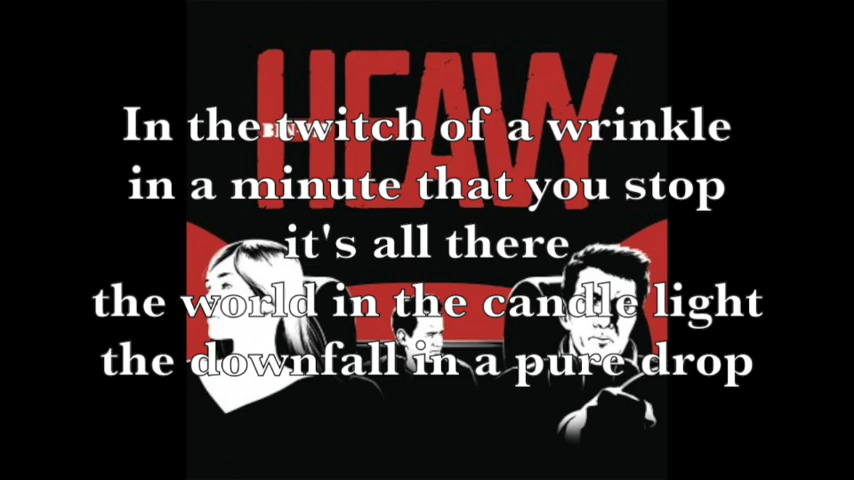 HEAVY
In the twitch of a wrinkle
in a minute that you stop
it's all there
the world in the candle light
the downfall in a pure drop